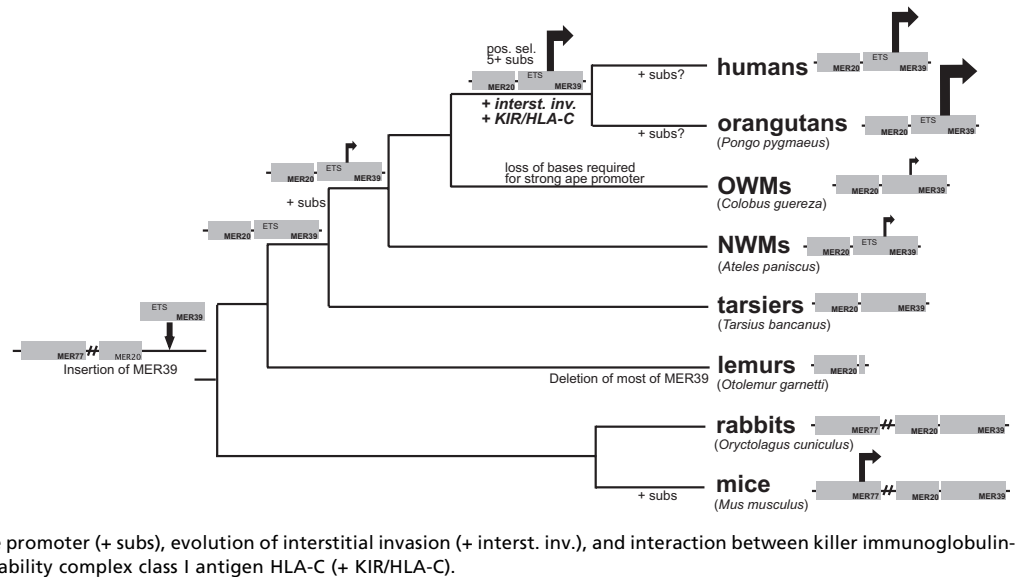 pos. sel.
5+ subs
ETS
MER20
MER39
+ interst. inv.
+ KIR/HLA-C
+ subs?
humans
ETS
MER20
MER39
+ subs?
orangutans
(Pongo pygmaeus)
ETS
MER20
MER39
loss of bases required
for strong ape promoter
OWMs
(Colobus guereza)
MER20
MER39
ETS
MER20
MER39
+ subs
NWMs
(Ateles paniscus)
ETS
MER20
MER39
ETS
MER20
MER39
tarsiers
(Tarsius bancanus)
MER20
MER39
ETS
MER39
MER77
MER20
Insertion of MER39
Deletion of most of MER39
lemurs
(Otolemur garnetti)
MER20
rabbits
(Oryctolagus cuniculus)
MER77
MER20
MER39
+ subs
mice
(Mus musculus)
MER77
MER20
MER39
promoter (+ subs), evolution of interstitial invasion (+ interst. inv.), and interaction between killer immunoglobulin-
ability complex class I antigen HLA-C (+ KIR/HLA-C).